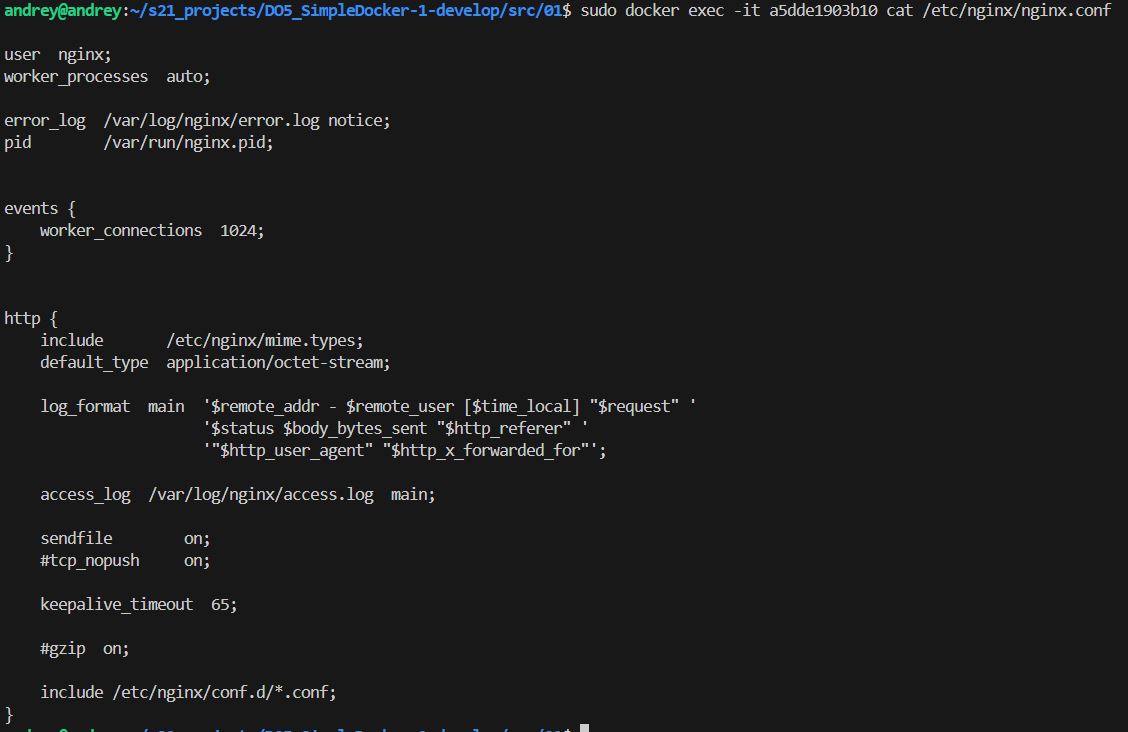 andrey@andrey:~/s21_projects/DO5_SimpleDocker-1-develop/src/01$ sudo docker exec -it a5dde1903b10 cat /etc/nginx/nginx.conf
user  nginx;
worker_processes  auto;
error_log  /var/log/nginx/error.log notice;
pid        /var/run/nginx.pid;
events {
    worker_connections  1024;
}
http {
    include       /etc/nginx/mime.types;
    default_type  application/octet-stream;
    log_format  main  '$remote_addr - $remote_user [$time_local] "$request" '
                      '$status $body_bytes_sent "$http_referer" '
                      '"$http_user_agent" "$http_x_forwarded_for"';
    access_log  /var/log/nginx/access.log  main;
    sendfile        on;
    #tcp_nopush     on;
    keepalive_timeout  65;
    #gzip  on;
    include /etc/nginx/conf.d/*.conf;
}